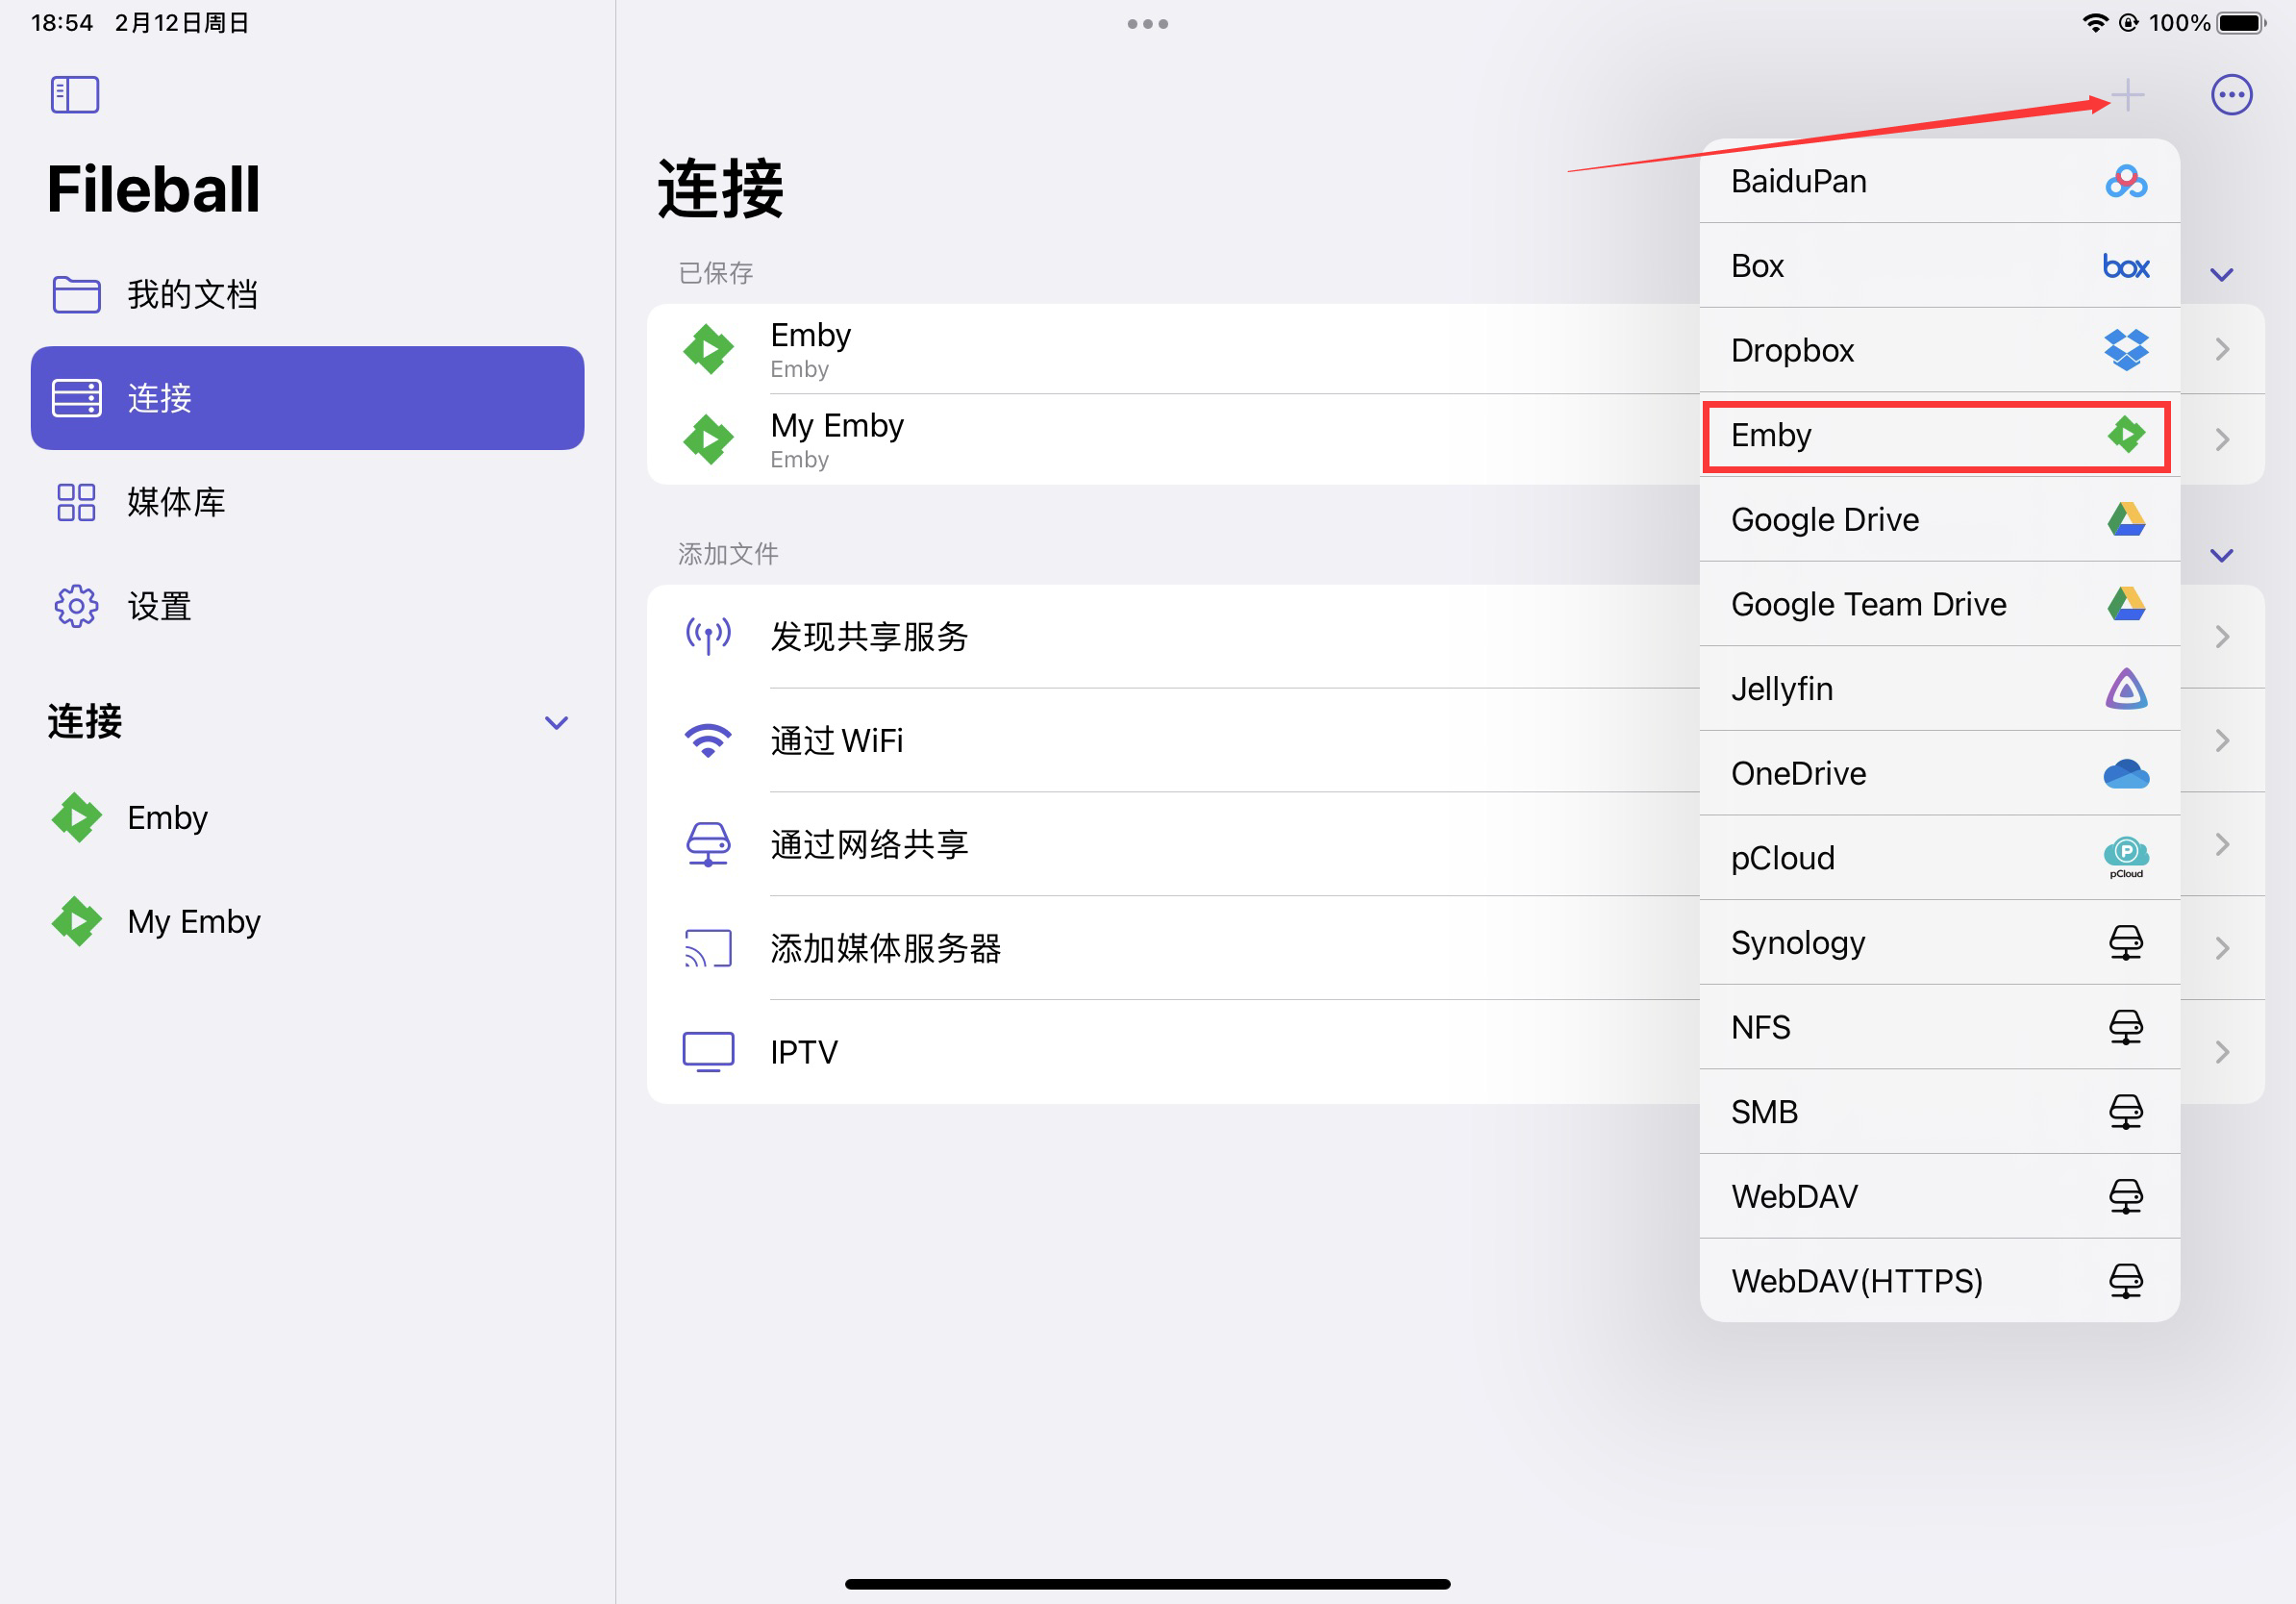 18:54 2月12日周日
100%
Fileball
我的文档
连接
媒体库
设置
连接
Emby
My Emby
连接
已保存
Emby
Emby
My Emby
Emby
添加文件
发现共享服务
通过 WiFi
通过网络共享
添加媒体服务器
IPTV
BaiduPan
Box
box
Dropbox
Emby
Google Drive
Google Team Drive
Jellyfin
OneDrive
pCloud
P
pCloud
Synology
NFS
SMB
WebDAV
WebDAV(HTTPS)